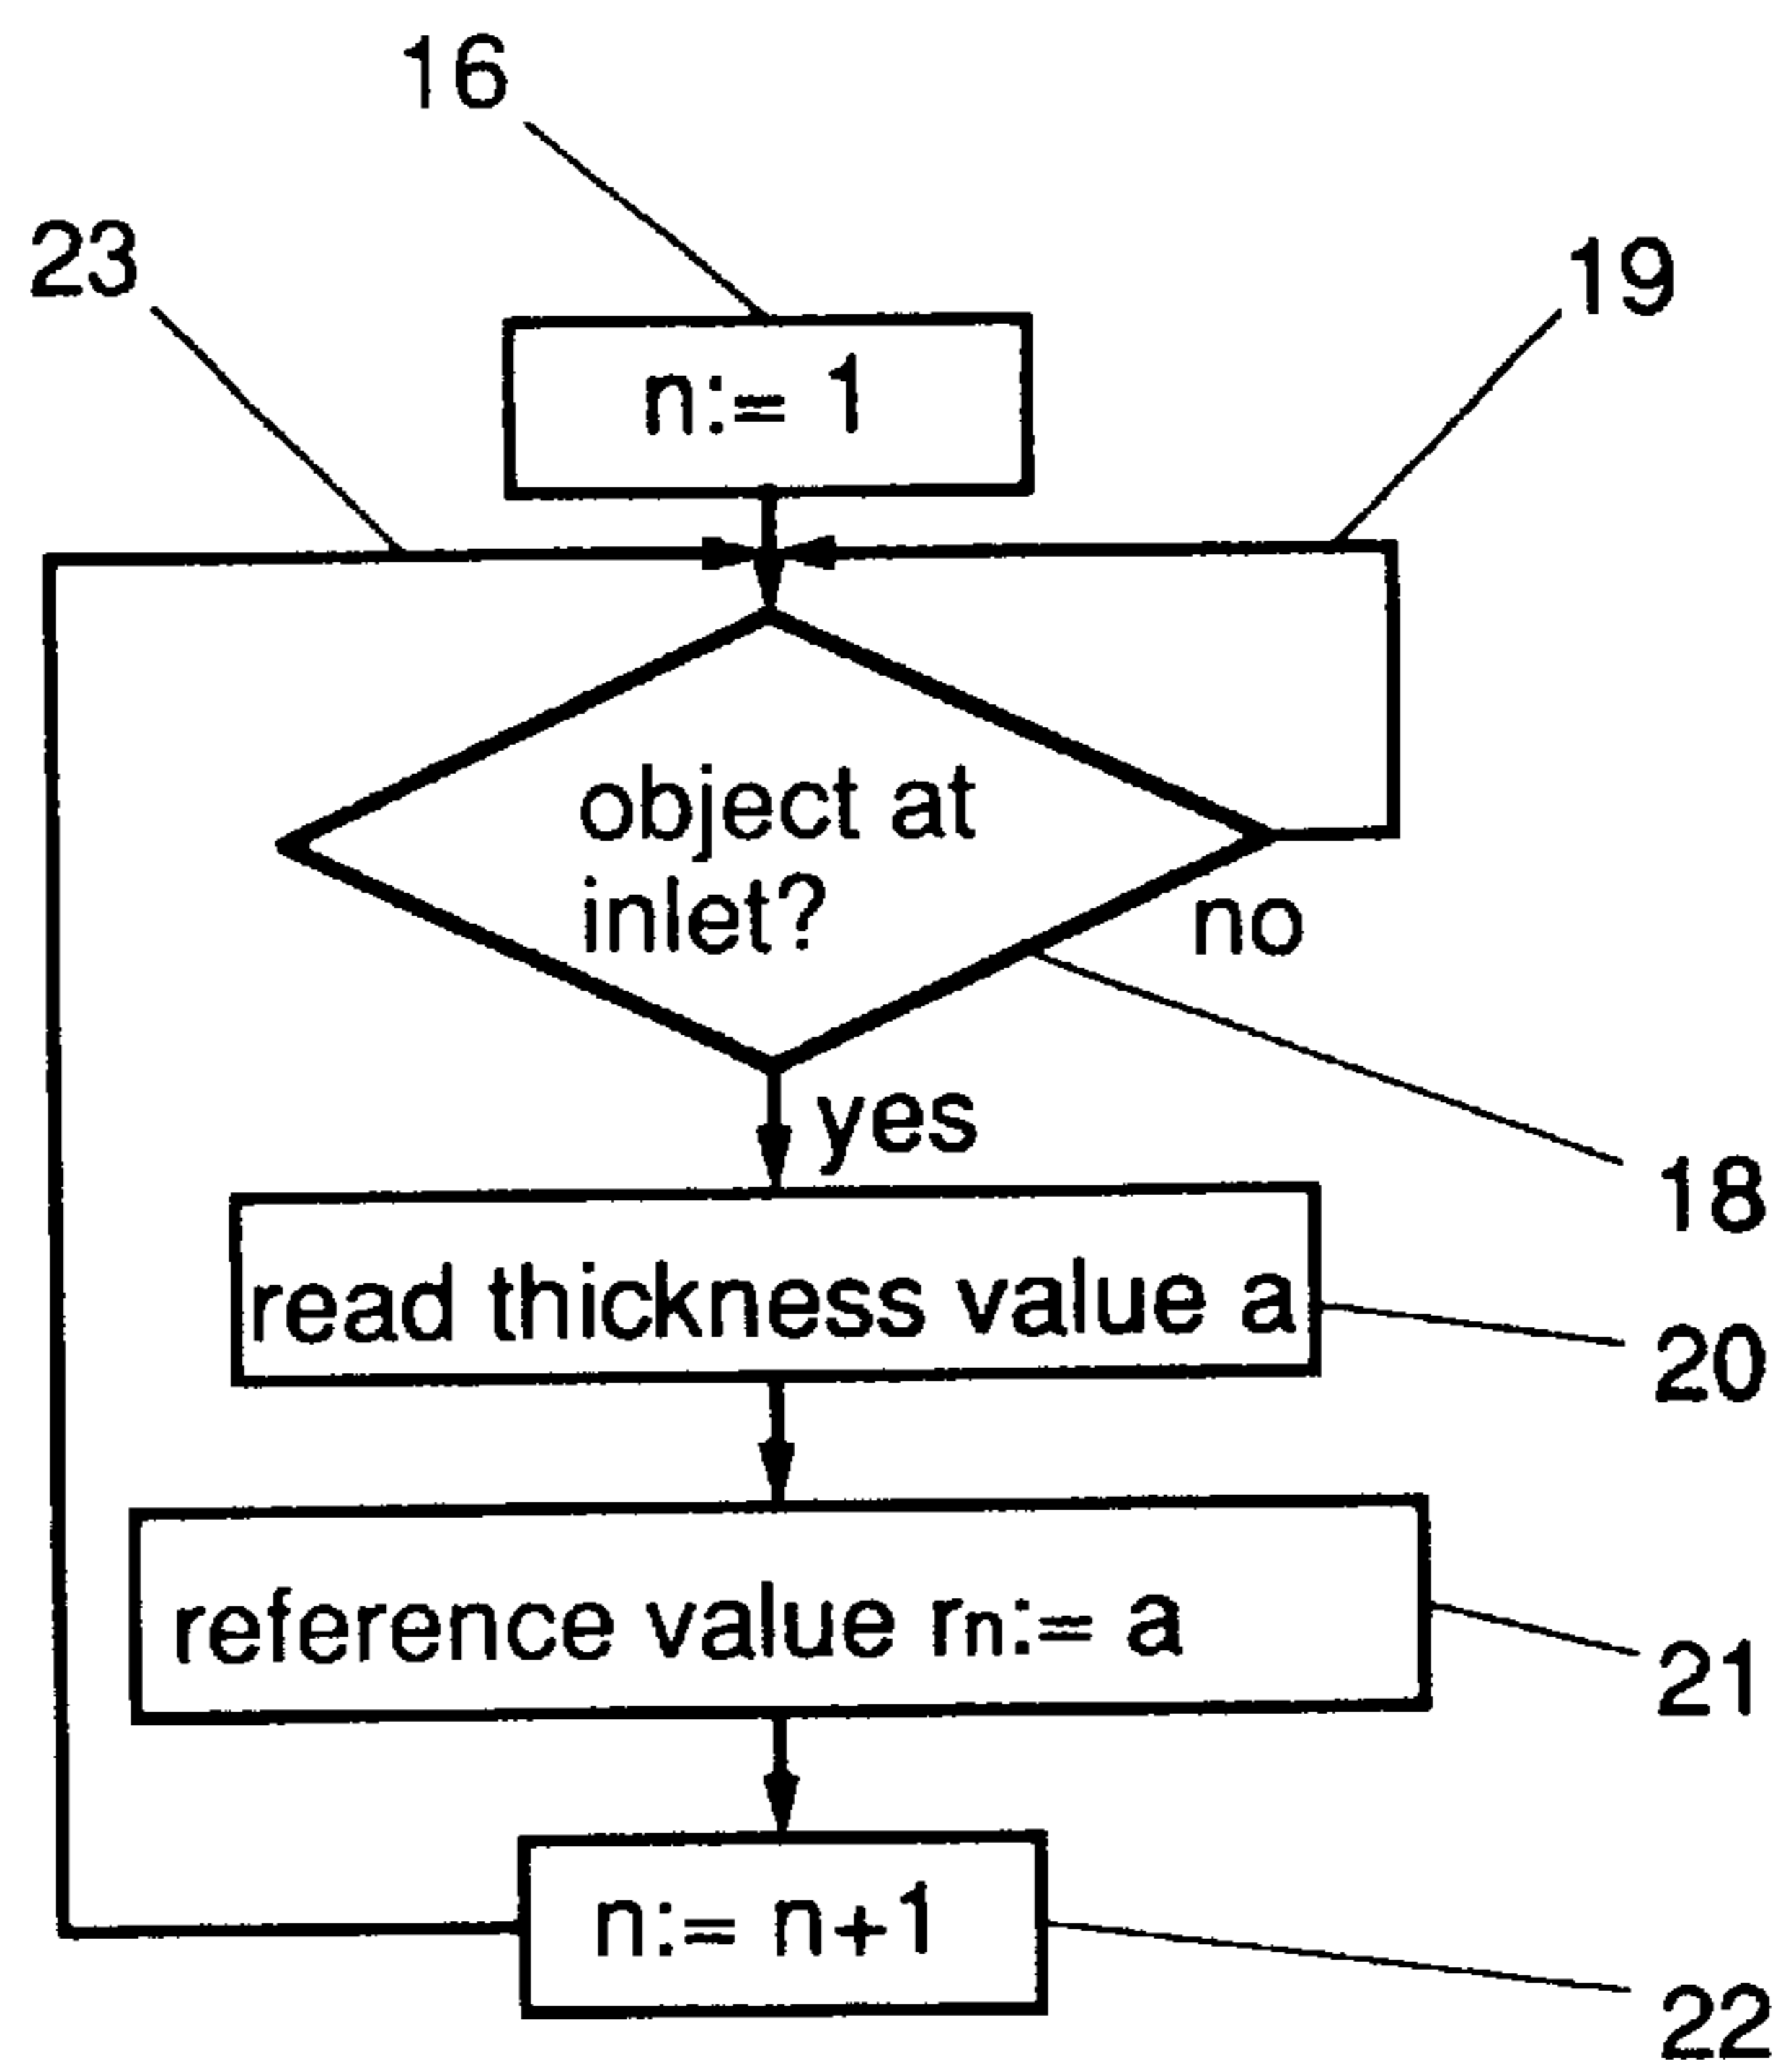 16
23
19
n:= 1
object at
inlet?
no
yes
18
read thickness value a
20
reference value rn:= a
21
n:= n+1
22